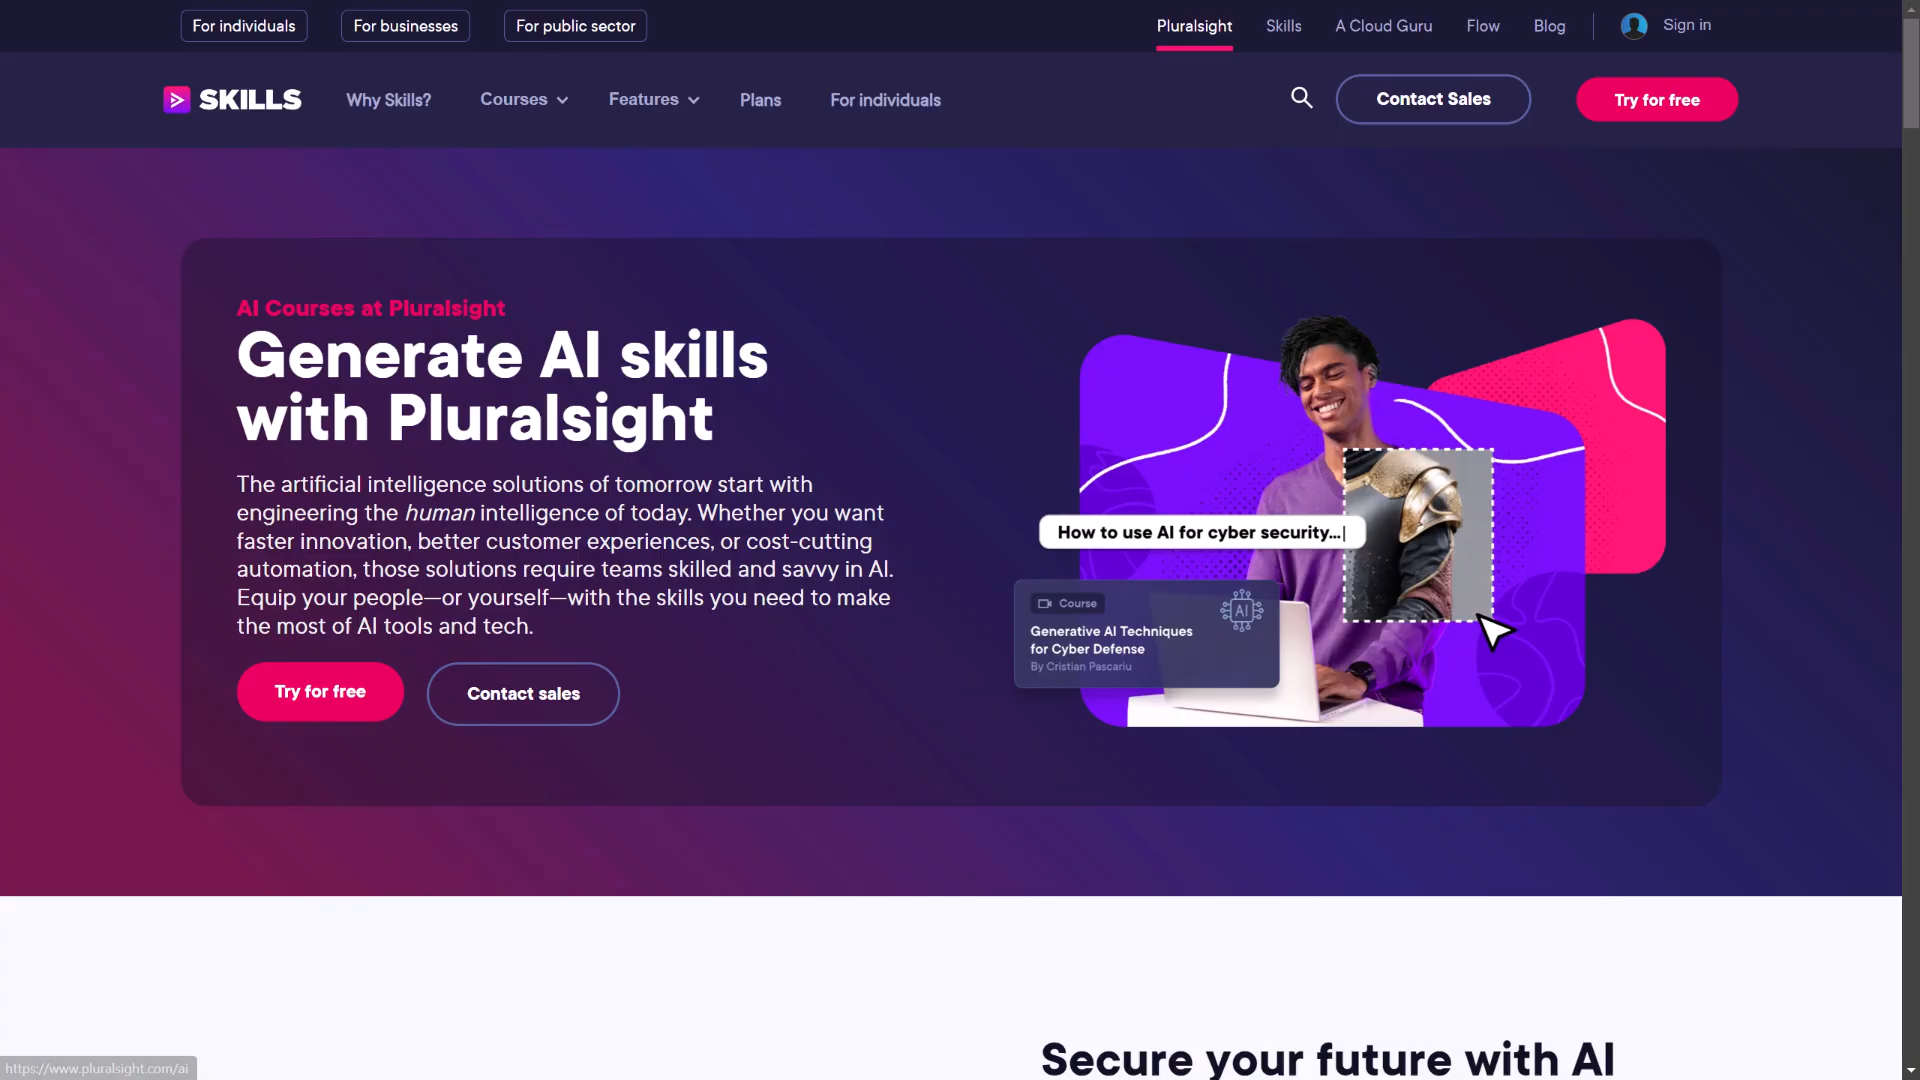 For individuals
For businesses
For public sector
Pluralsight
Skills
A Cloud Guru
Flow
Blog
Sign in
SKILLS
Why Skills?
Courses
Features
Plans
For individuals
Contact Sales
Try for free
AI Courses at Pluralsight
Generate AI skills
with Pluralsight
The artificial intelligence solutions of tomorrow start with
engineering the human intelligence of today. Whether you want
faster innovation, better customer experiences, or cost-cutting
automation, those solutions require teams skilled and savvy in AI.
Equip your people—or yourself—with the skills you need to make
the most of AI tools and tech.
Try for free
Contact sales
How to use AI for cyber security...|
Course
AI
Generative AI Techniques
for Cyber Defense
By Cristian Pascariu
Secure your future with AI
https://www.pluralsight.com/ai